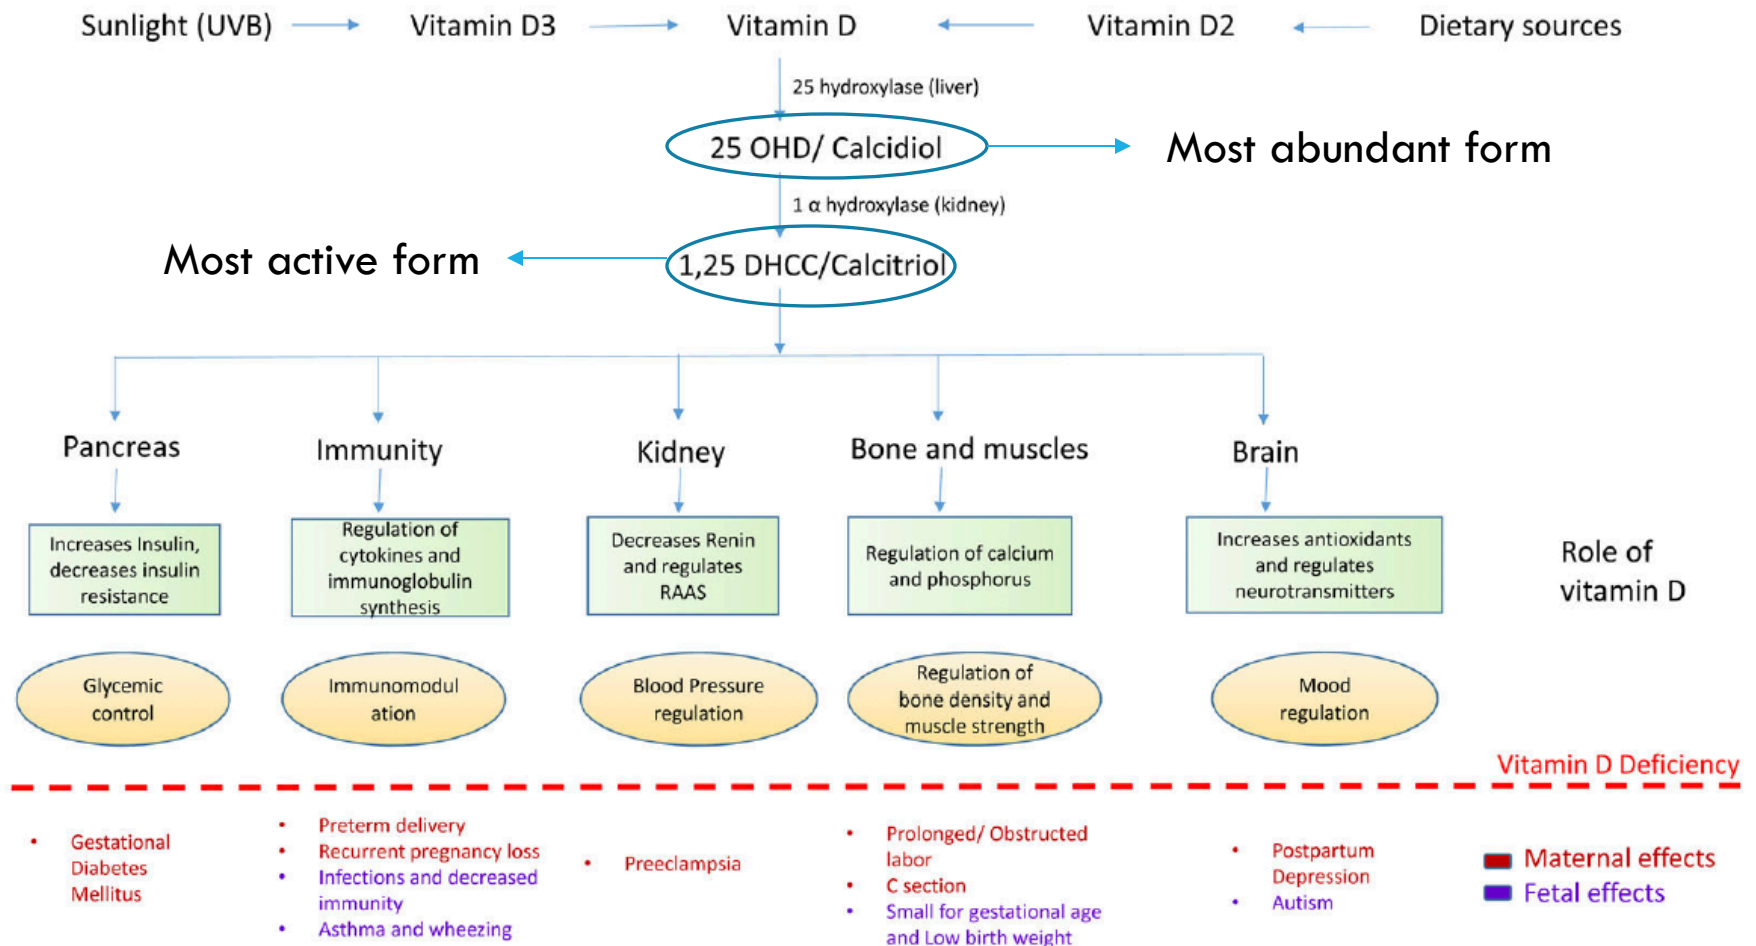 Sunlight (UVB)
Vitamin D3
Vitamin D
Vitamin D2
Dietary sources
25 hydroxylase (liver)
25 OHD/ Calcidiol
Most abundant form
1 α hydroxylase (kidney)
Most active form
1,25 DHCC/Calcitriol
Pancreas
Immunity
Kidney
Bone and muscles
Brain
Increases Insulin,
decreases insulin
resistance
Regulation of
cytokines and
immunoglobulin
synthesis
Decreases Renin
and regulates
RAAS
Regulation of calcium
and phosphorus
Increases antioxidants
and regulates
neurotransmitters
Role of
vitamin D
Glycemic
control
Immunomodul
ation
Blood Pressure
regulation
Regulation of
bone density and
muscle strength
Mood
regulation
Vitamin D Deficiency
• Gestational
Diabetes
Mellitus
• Preterm delivery
• Recurrent pregnancy loss
• Infections and decreased
immunity
• Asthma and wheezing
• Preeclampsia
• Prolonged/ Obstructed
labor
• C section
• Small for gestational age
and Low birth weight
• Postpartum
Depression
• Autism
Maternal effects
Fetal effects